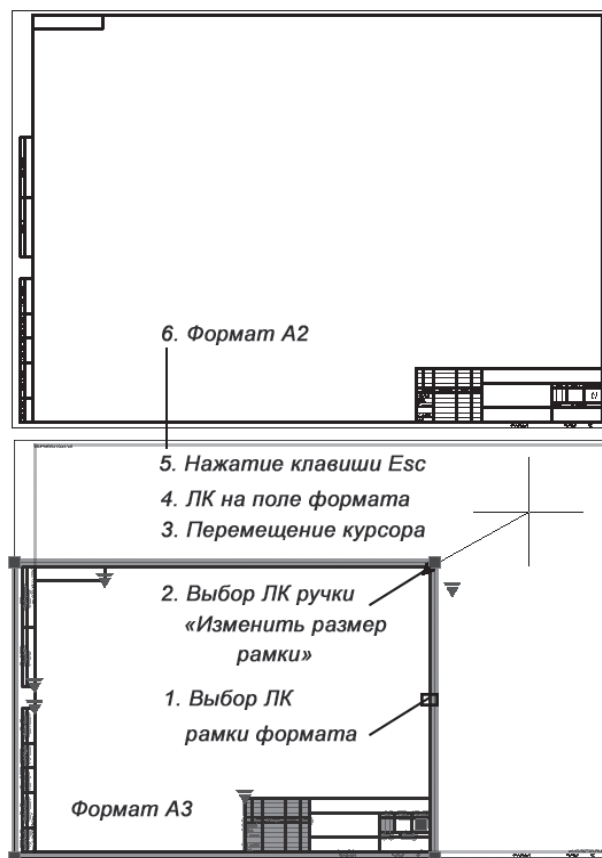 6. Формат А2
5. Нажатие клавиши Esc
4. ЛК на поле формата
3. Перемещение курсора
2. Выбор ЛК ручки
«Изменить размер
рамки»
1. Выбор ЛК
рамки формата
Формат А3